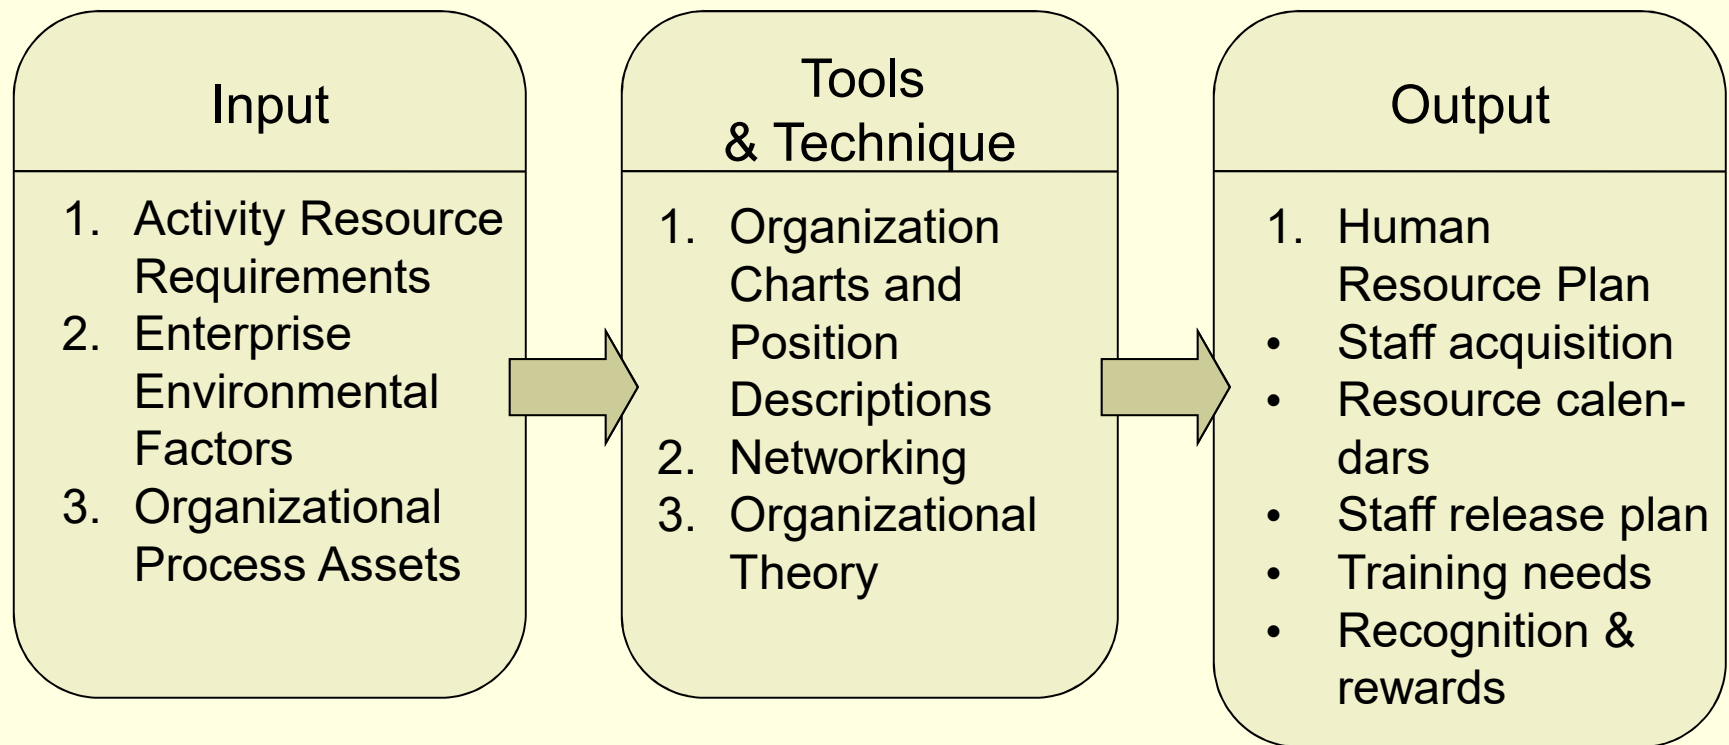 Input
1. Activity Resource
Requirements
2. Enterprise
Environmental
Factors
3. Organizational
Process Assets
Tools
& Technique
1. Organization
Charts and
Position
Descriptions
2. Networking
3. Organizational
Theory
Output
1. Human
Resource Plan
• Staff acquisition
• Resource calen-
dars
• Staff release plan
• Training needs
• Recognition &
rewards